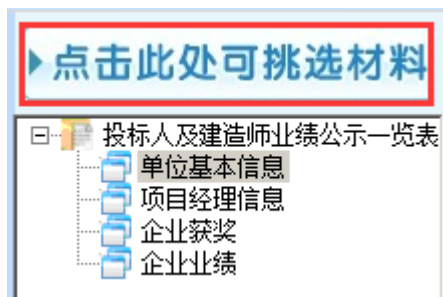 点击此处可挑选材料
投标人及建造师业绩公示一览表
单位基本信息
项目经理信息
企业获奖
企业业绩